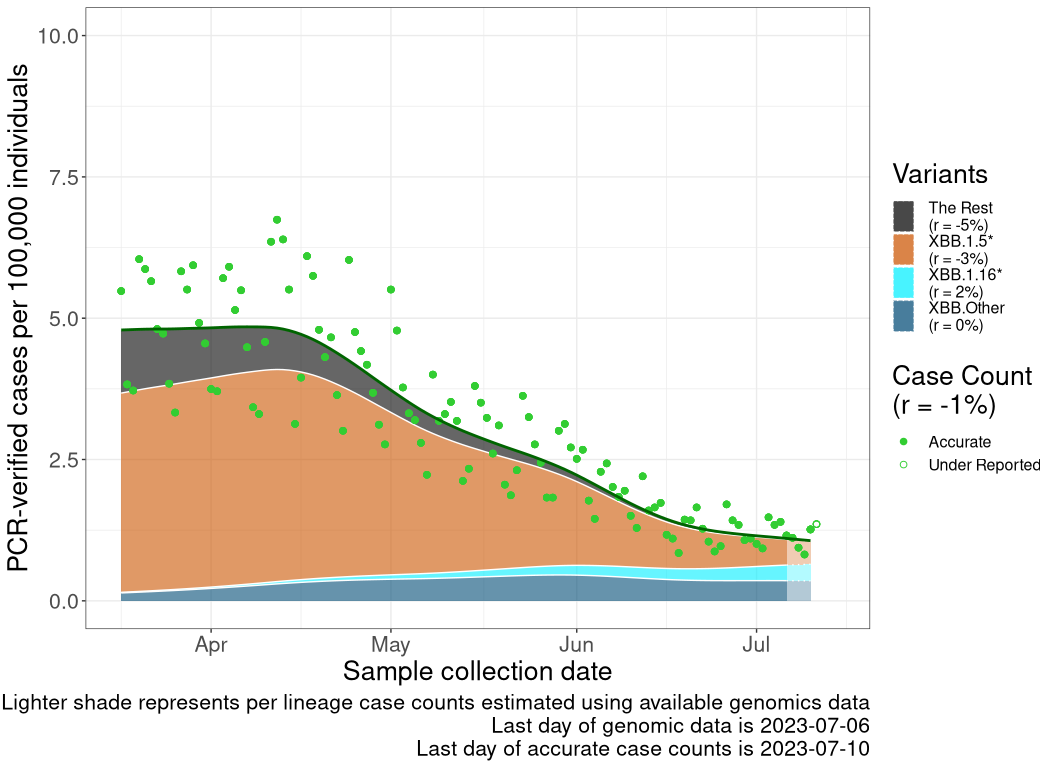 PCR-verified cases per 100,000 individuals
10.0
7.5
5.0
2.5
0.0
Apr
May
Jun
Jul
Sample collection date
Variants
The Rest
(r = -5%)
XBB.1.5*
(r = -3%)
XBB.1.16*
(r = 2%)
XBB.Other
(r = 0%)
Case Count
(r = -1%)
Accurate
Under Reported
Lighter shade represents per lineage case counts estimated using available genomics data
Last day of genomic data is 2023-07-06
Last day of accurate case counts is 2023-07-10